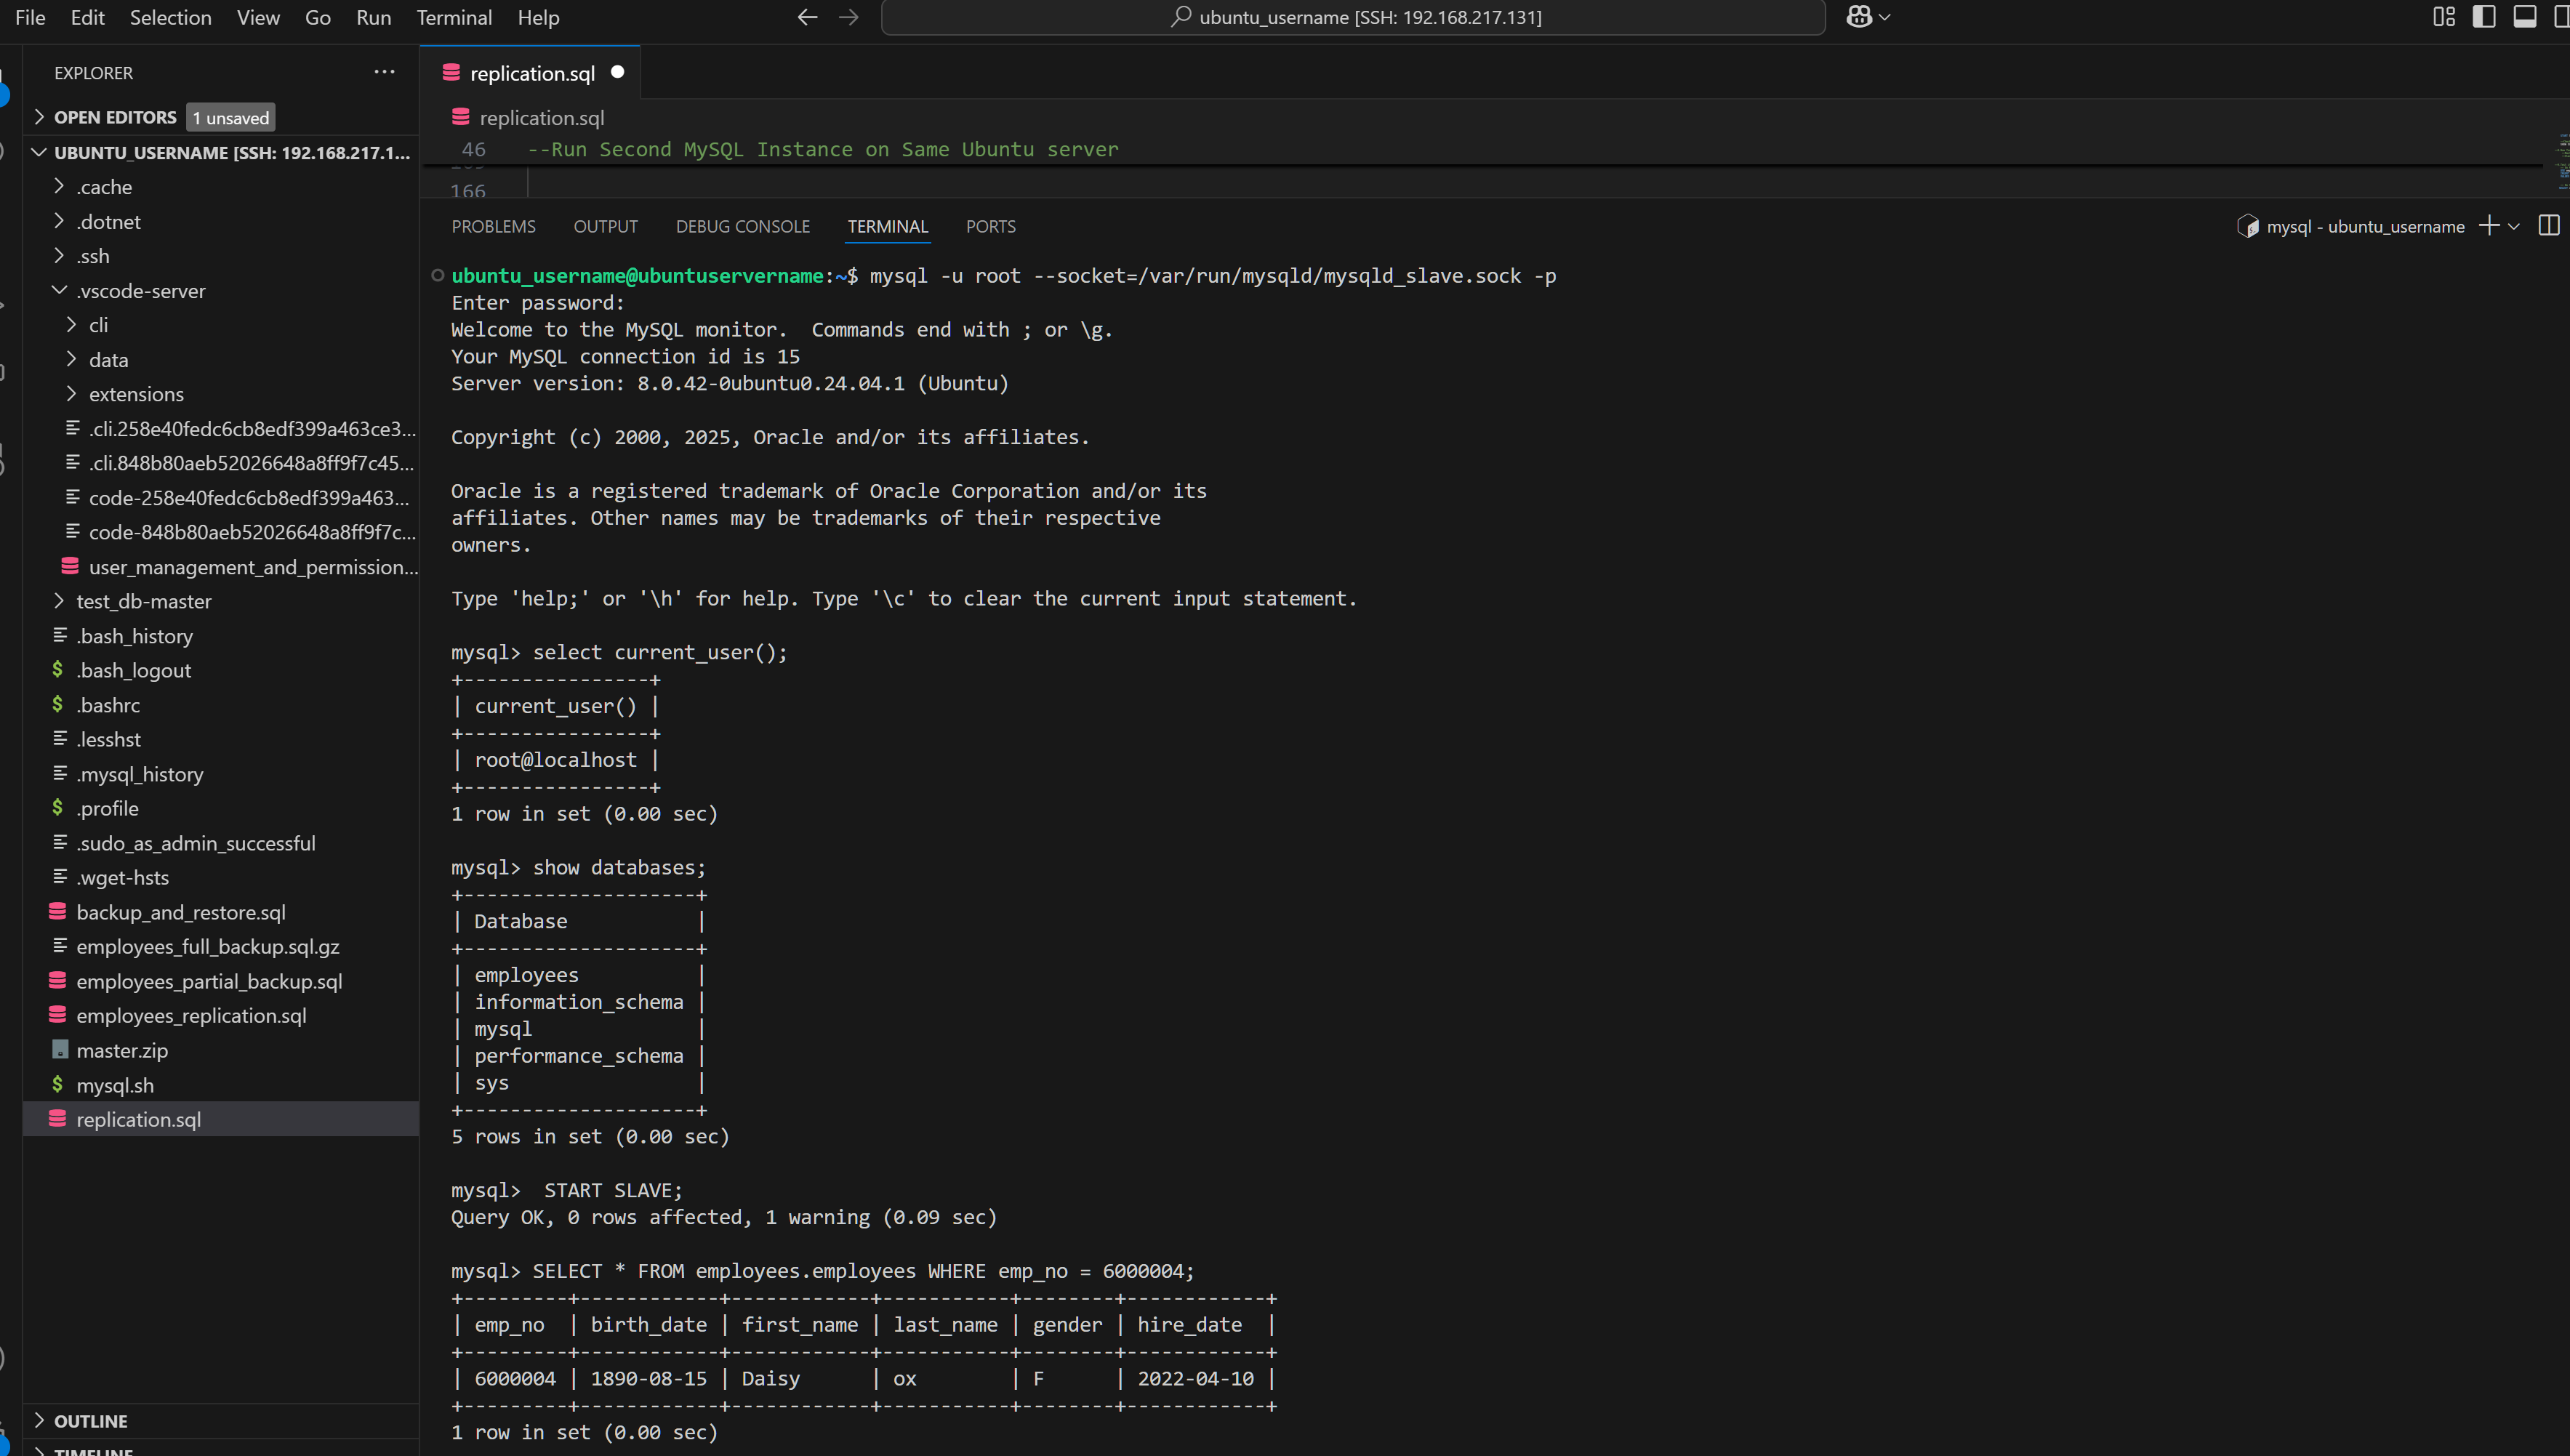 File Edit Selection View Go Run Terminal Help
ubuntu_username [SSH: 192.168.217.131]
EXPLORER
OPEN EDITORS 1 unsaved
UBUNTU_USERNAME [SSH: 192.168.217.1...
.cache
.dotnet
.ssh
.vscode-server
cli
data
extensions
.cli.258e40fedc6cb8edf399a463ce3...
.cli.848b80aeb52026648a8ff9f7c45...
code-258e40fedc6cb8edf399a463...
code-848b80aeb52026648a8ff9f7c...
user_management_and_permission...
test_db-master
.bash_history
.bash_logout
.bashrc
.lesshst
.mysql_history
.profile
.sudo_as_admin_successful
.wget-hsts
backup_and_restore.sql
employees_full_backup.sql.gz
employees_partial_backup.sql
employees_replication.sql
master.zip
mysql.sh
replication.sql
OUTLINE
TIMELINE
replication.sql
replication.sql
46 --Run Second MySQL Instance on Same Ubuntu server
166
PROBLEMS OUTPUT DEBUG CONSOLE TERMINAL PORTS
mysql - ubuntu_username
ubuntu_username@ubuntuservername:~$ mysql -u root --socket=/var/run/mysqld/mysqld_slave.sock -p
Enter password:
Welcome to the MySQL monitor.  Commands end with ; or \g.
Your MySQL connection id is 15
Server version: 8.0.42-0ubuntu0.24.04.1 (Ubuntu)
Copyright (c) 2000, 2025, Oracle and/or its affiliates.
Oracle is a registered trademark of Oracle Corporation and/or its
affiliates. Other names may be trademarks of their respective
owners.
Type 'help;' or '\h' for help. Type '\c' to clear the current input statement.
mysql> select current_user();
+----------------+
| current_user() |
+----------------+
| root@localhost |
+----------------+
1 row in set (0.00 sec)
mysql> show databases;
+--------------------+
| Database           |
+--------------------+
| employees          |
| information_schema |
| mysql              |
| performance_schema |
| sys                |
+--------------------+
5 rows in set (0.00 sec)
mysql>  START SLAVE;
Query OK, 0 rows affected, 1 warning (0.09 sec)
mysql> SELECT * FROM employees.employees WHERE emp_no = 6000004;
+---------+------------+------------+-----------+--------+------------+
| emp_no  | birth_date | first_name | last_name | gender | hire_date  |
+---------+------------+------------+-----------+--------+------------+
| 6000004 | 1890-08-15 | Daisy      | ox        | F      | 2022-04-10 |
+---------+------------+------------+-----------+--------+------------+
1 row in set (0.00 sec)